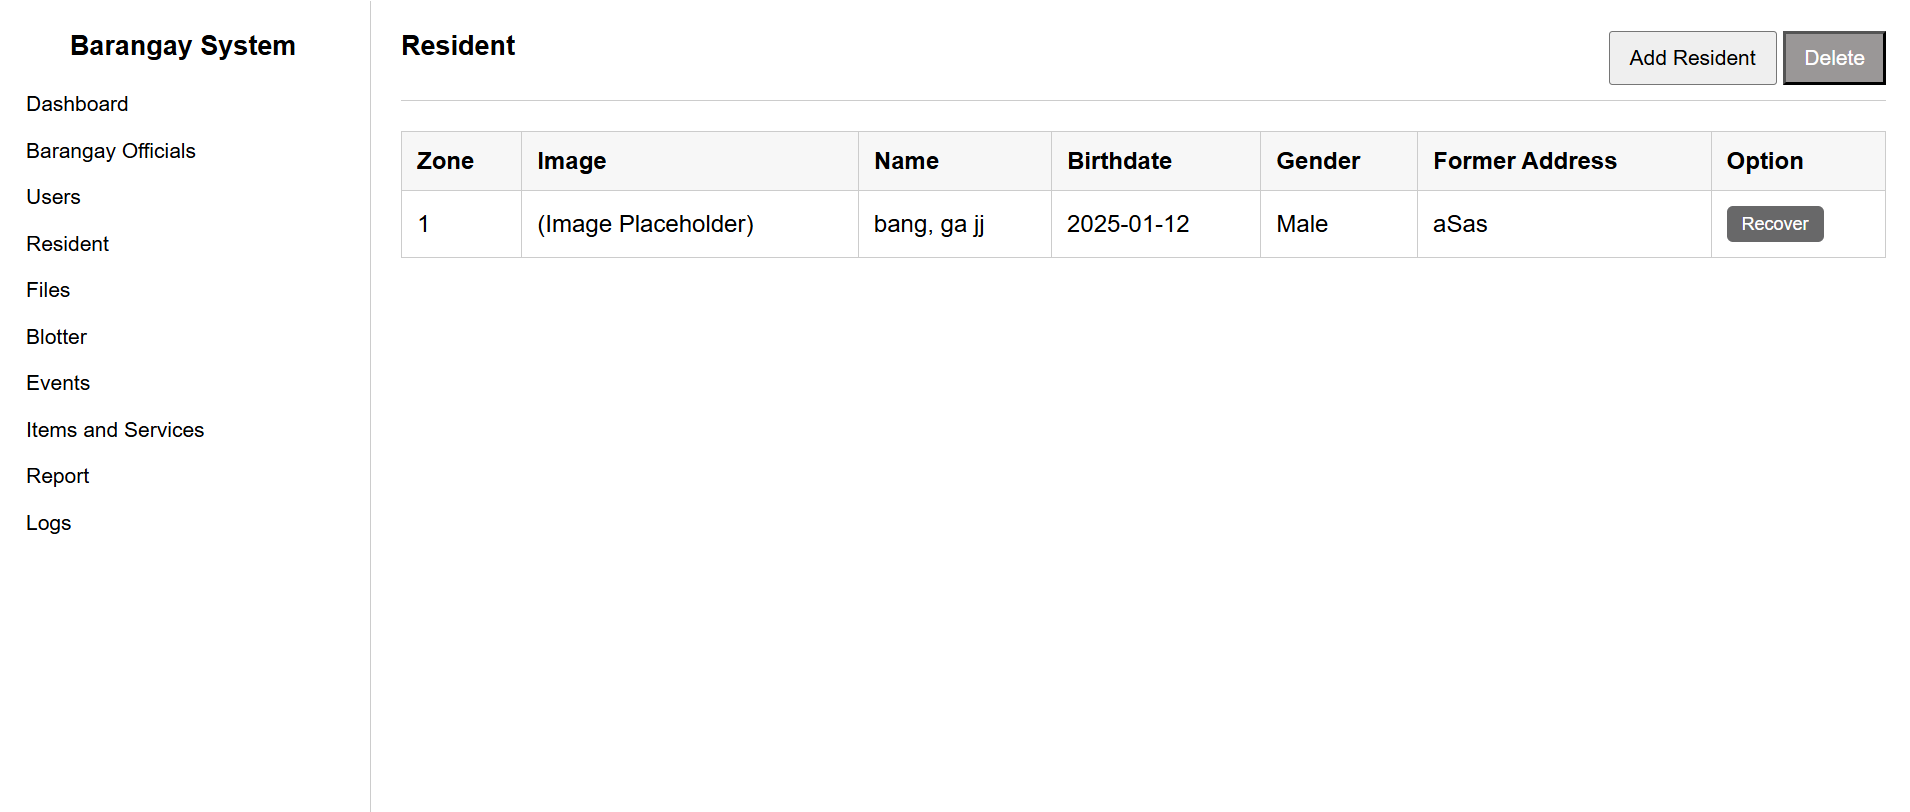 Barangay System
Dashboard
Barangay Officials
Users
Resident
Files
Blotter
Events
Items and Services
Report
Logs
Resident
Add Resident Delete
Zone Image Name Birthdate Gender Former Address Option
1 (Image Placeholder) bang, ga jj 2025-01-12 Male aSas Recover